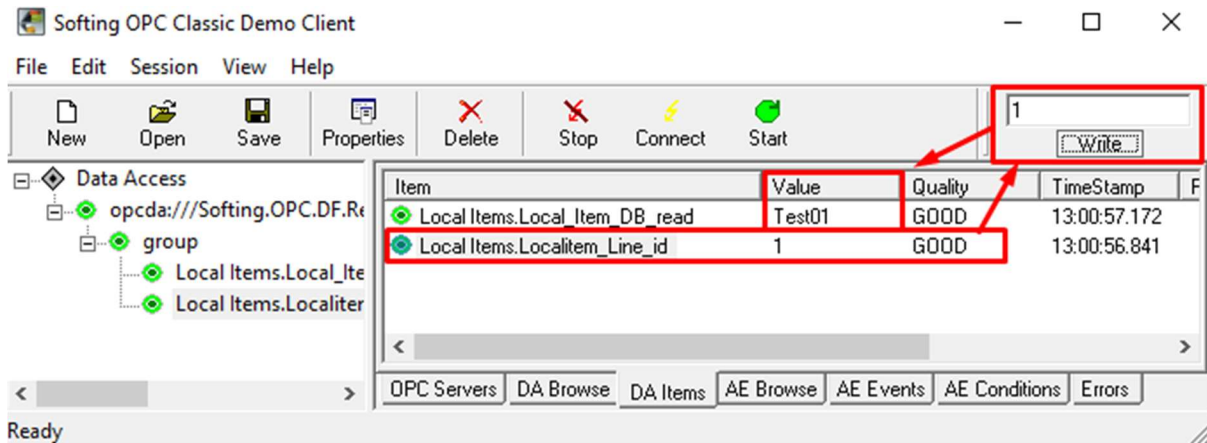 Softing OPC Classic Demo Client
File Edit Session View Help
New Open Save Properties Delete Stop Connect Start
1
Write
Data Access
opcda:///Softing.OPC.DF.Re
group
Local Items.Local_Ite
Local Items.Localiter
Item Value Quality TimeStamp F
Local Items.Local_Item_DB_read Test01 GOOD 13:00:57.172
Local Items.Localitem_Line_id 1 GOOD 13:00:56.841
OPC Servers DA Browse DA Items AE Browse AE Events AE Conditions Errors
Ready